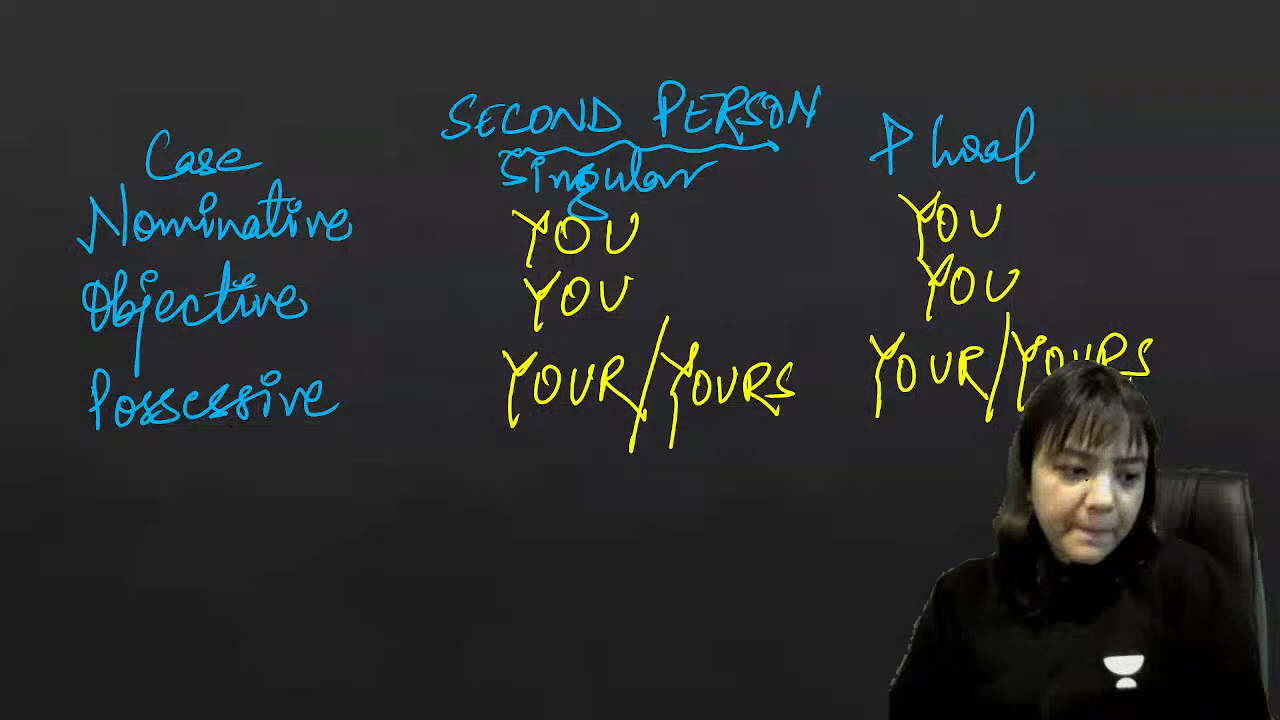 SECOND PERSON
Case Singular Plural
Nominative YOU YOU
Objective YOU YOU
Possessive YOUR/YOURS YOUR/YOURS